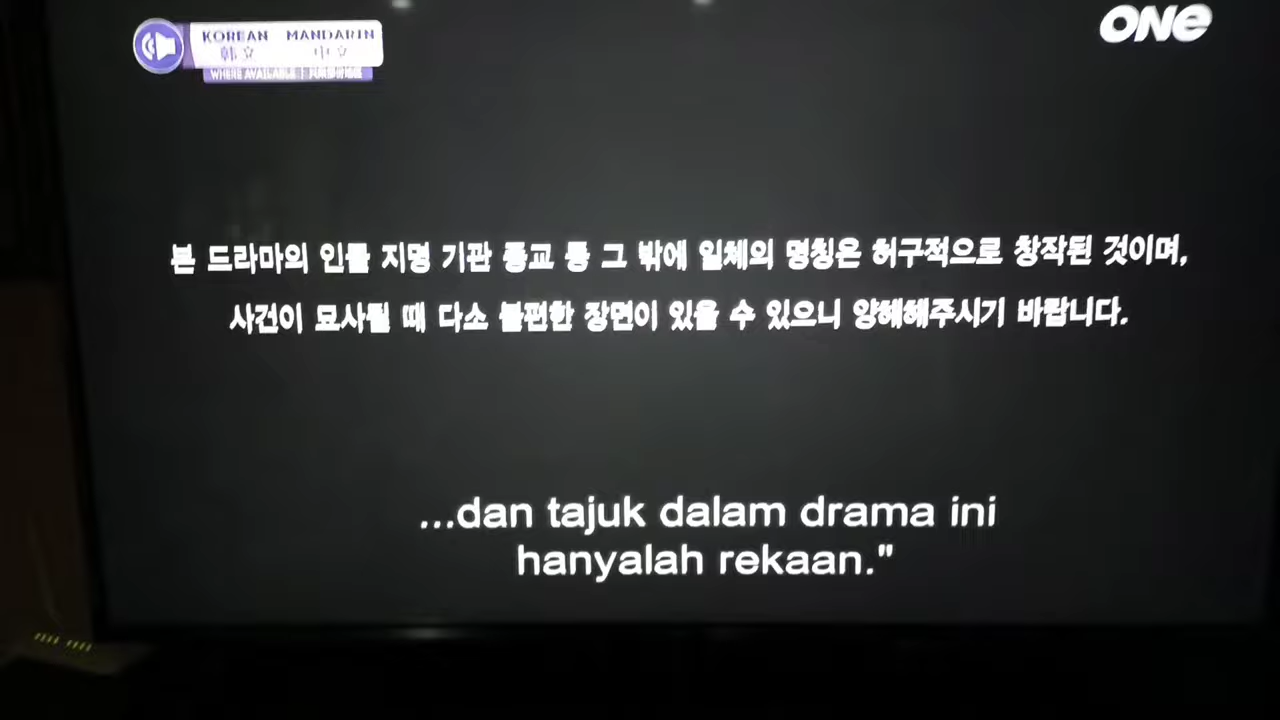 KOREAN MANDARIN
韩文 中文
WHERE AVAILABLE
ONE
본 드라마의 인물 지명 기관 종교 등 그 밖에 일체의 명칭은 허구적으로 창작된 것이며,
사건이 묘사될 때 다소 불편한 장면이 있을 수 있으니 양해해주시기 바랍니다.
...dan tajuk dalam drama ini
hanyalah rekaan."